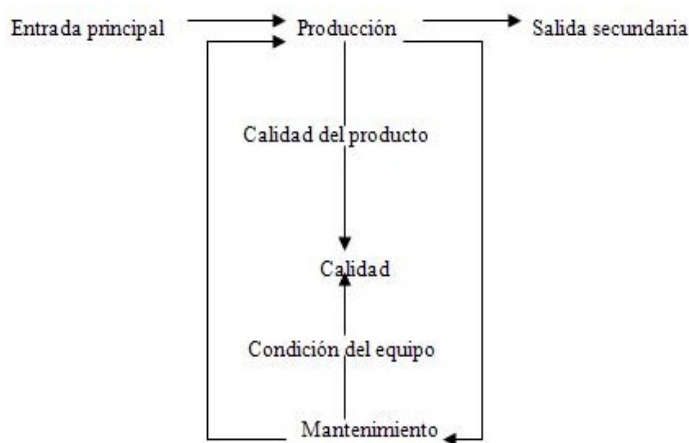 Entrada principal
Producción
Salida secundaria
Calidad del producto
Calidad
Condición del equipo
Mantenimiento